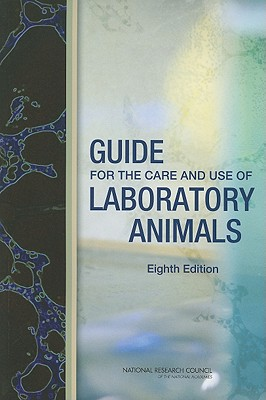 GUIDE
FOR THE CARE AND USE OF
LABORATORY
ANIMALS
Eighth Edition
NATIONAL RESEARCH COUNCIL
OF THE NATIONAL ACADEMIES